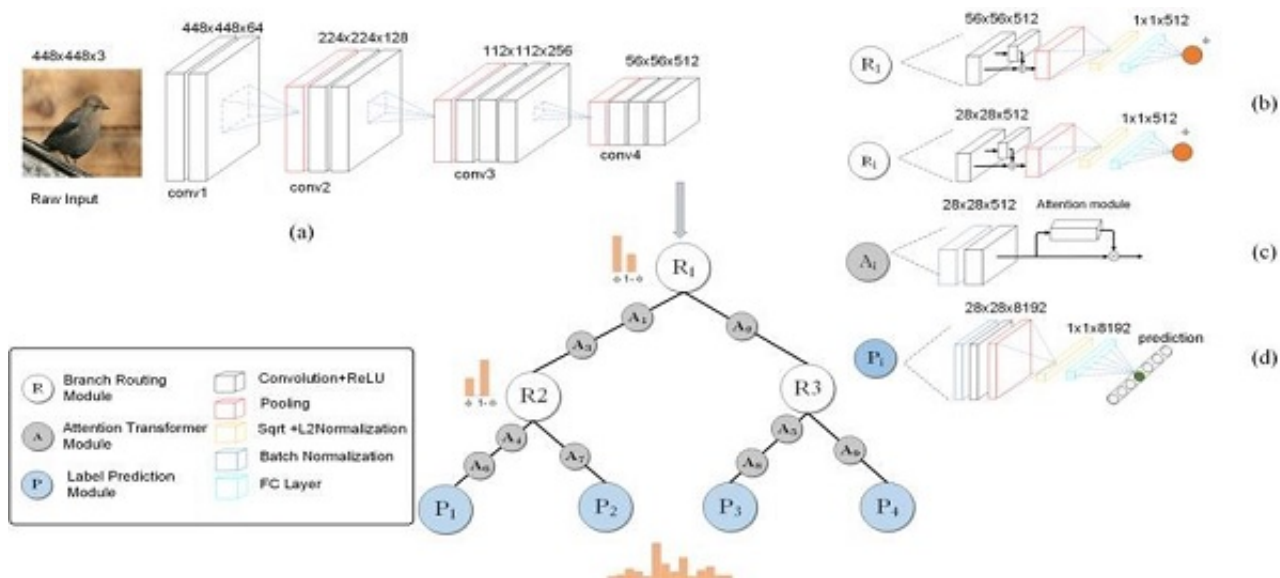 448x448x3
Raw Input
448x448x64
conv1
224x224x128
conv2
112x112x256
conv3
56x56x512
conv4
(a)
R1
56x56x512
1x1x512
Ri
28x28x512
1x1x512
(b)
Ai
28x28x512
Attention module
(c)
Pi
28x28x8192
1x1x8192
prediction
(d)
R1
A1
A3
R2
A4
A6
A7
R3
A5
A8
A9
P1
P2
P3
P4
R
Branch Routing
Module
A
Attention Transformer
Module
P
Label Prediction
Module
Convolution+ReLU
Pooling
Sqrt +L2Normalization
Batch Normalization
FC Layer